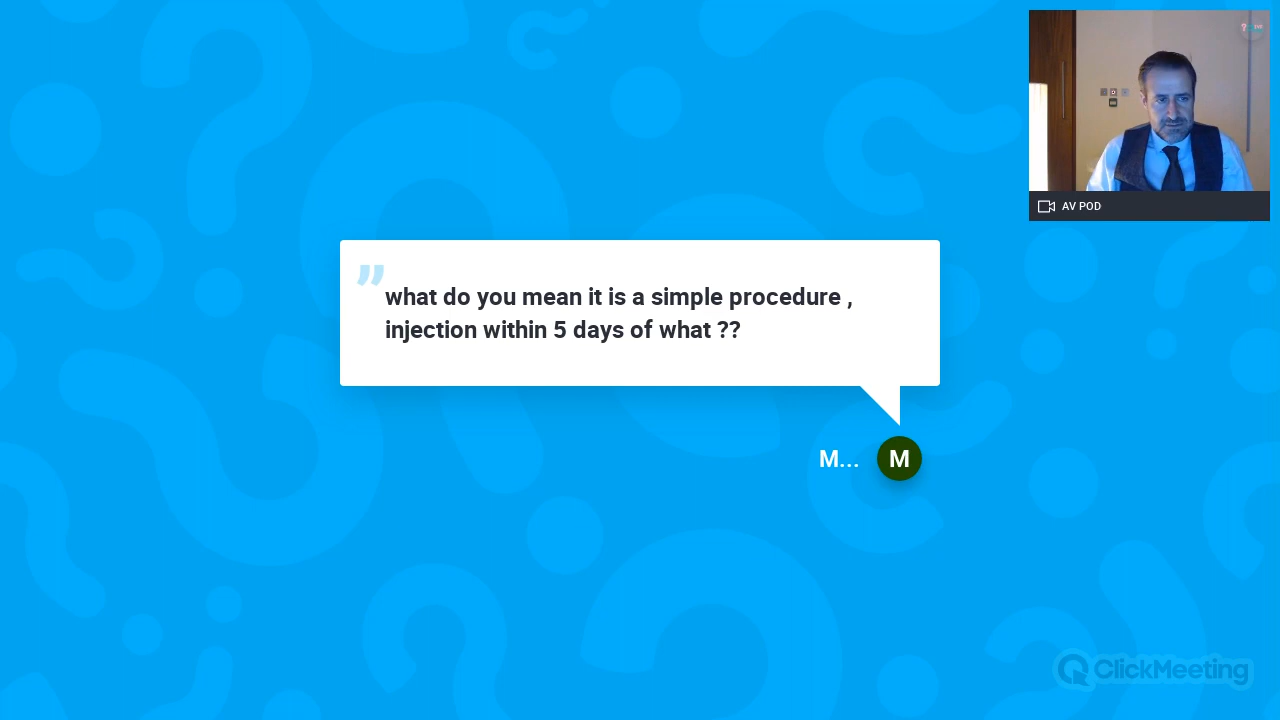 AV POD
what do you mean it is a simple procedure ,
injection within 5 days of what ??
M... M
ClickMeeting